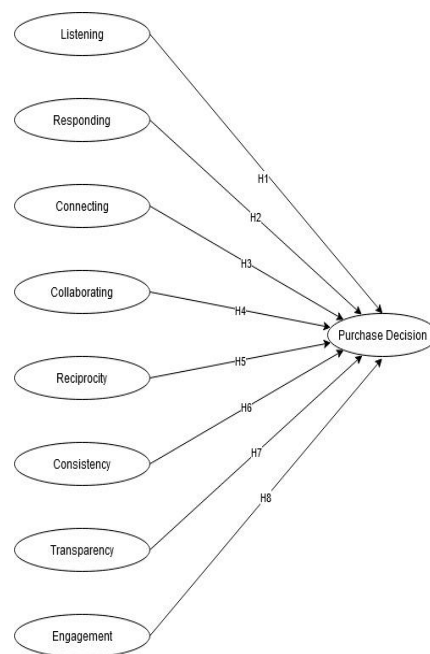 Listening
Responding
H1
H2
Connecting
H3
Collaborating
H4
Purchase Decision
H5
Reciprocity
H6
Consistency
H7
H8
Transparency
Engagement